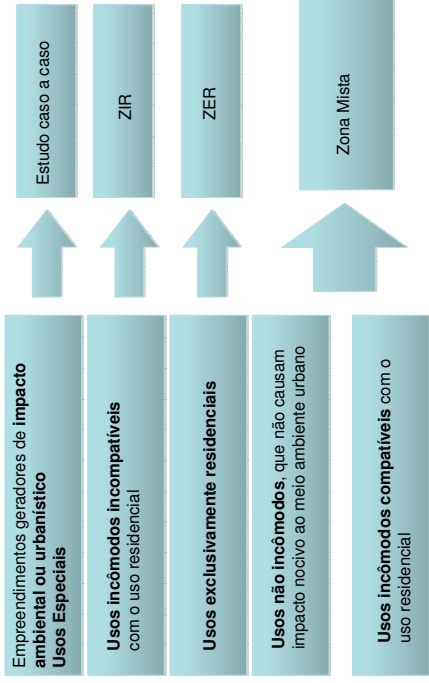 Empreendimentos geradores de impacto
ambiental ou urbanístico
Usos Especiais
Estudo caso a caso
Usos incômodos incompatíveis
com o uso residencial
ZIR
Usos exclusivamente residenciais
ZER
Usos não incômodos, que não causam
impacto nocivo ao meio ambiente urbano
Usos incômodos compatíveis com o
uso residencial
Zona Mista